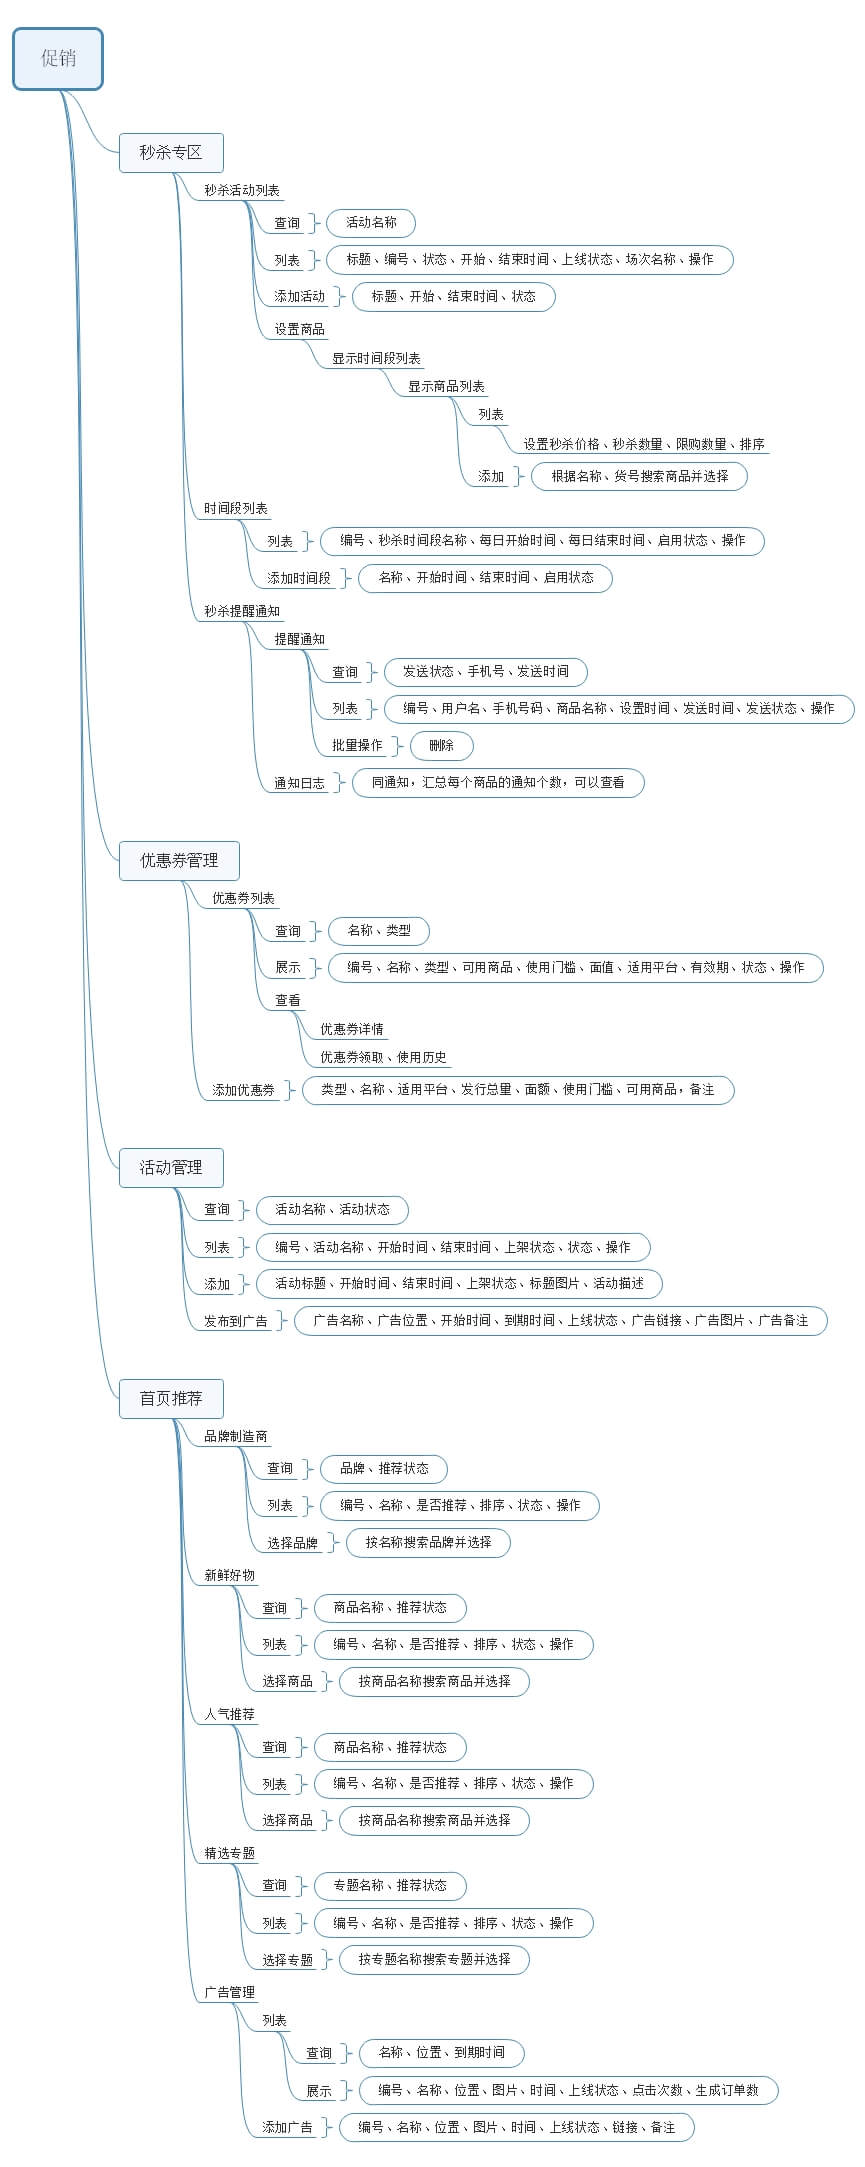 促销
秒杀专区
秒杀活动列表
查询
活动名称
列表
标题、编号、状态、开始、结束时间、上线状态、场次名称、操作
添加活动
标题、开始、结束时间、状态
设置商品
显示时间段列表
显示商品列表
列表
设置秒杀价格、秒杀数量、限购数量、排序
添加
根据名称、货号搜索商品并选择
时间段列表
列表
编号、秒杀时间段名称、每日开始时间、每日结束时间、启用状态、操作
添加时间段
名称、开始时间、结束时间、启用状态
秒杀提醒通知
提醒通知
查询
发送状态、手机号、发送时间
列表
编号、用户名、手机号码、商品名称、设置时间、发送时间、发送状态、操作
批量操作
删除
通知日志
同通知，汇总每个商品的通知个数，可以查看
优惠券管理
优惠券列表
查询
名称、类型
展示
编号、名称、类型、可用商品、使用门槛、面值、适用平台、有效期、状态、操作
查看
优惠券详情
优惠券领取、使用历史
添加优惠券
类型、名称、适用平台、发行总量、面额、使用门槛、可用商品，备注
活动管理
查询
活动名称、活动状态
列表
编号、活动名称、开始时间、结束时间、上架状态、状态、操作
添加
活动标题、开始时间、结束时间、上架状态、标题图片、活动描述
发布到广告
广告名称、广告位置、开始时间、到期时间、上线状态、广告链接、广告图片、广告备注
首页推荐
品牌制造商
查询
品牌、推荐状态
列表
编号、名称、是否推荐、排序、状态、操作
选择品牌
按名称搜索品牌并选择
新鲜好物
查询
商品名称、推荐状态
列表
编号、名称、是否推荐、排序、状态、操作
选择商品
按商品名称搜索商品并选择
人气推荐
查询
商品名称、推荐状态
列表
编号、名称、是否推荐、排序、状态、操作
选择商品
按商品名称搜索商品并选择
精选专题
查询
专题名称、推荐状态
列表
编号、名称、是否推荐、排序、状态、操作
选择专题
按专题名称搜索专题并选择
广告管理
列表
查询
名称、位置、到期时间
展示
编号、名称、位置、图片、时间、上线状态、点击次数、生成订单数
添加广告
编号、名称、位置、图片、时间、上线状态、链接、备注